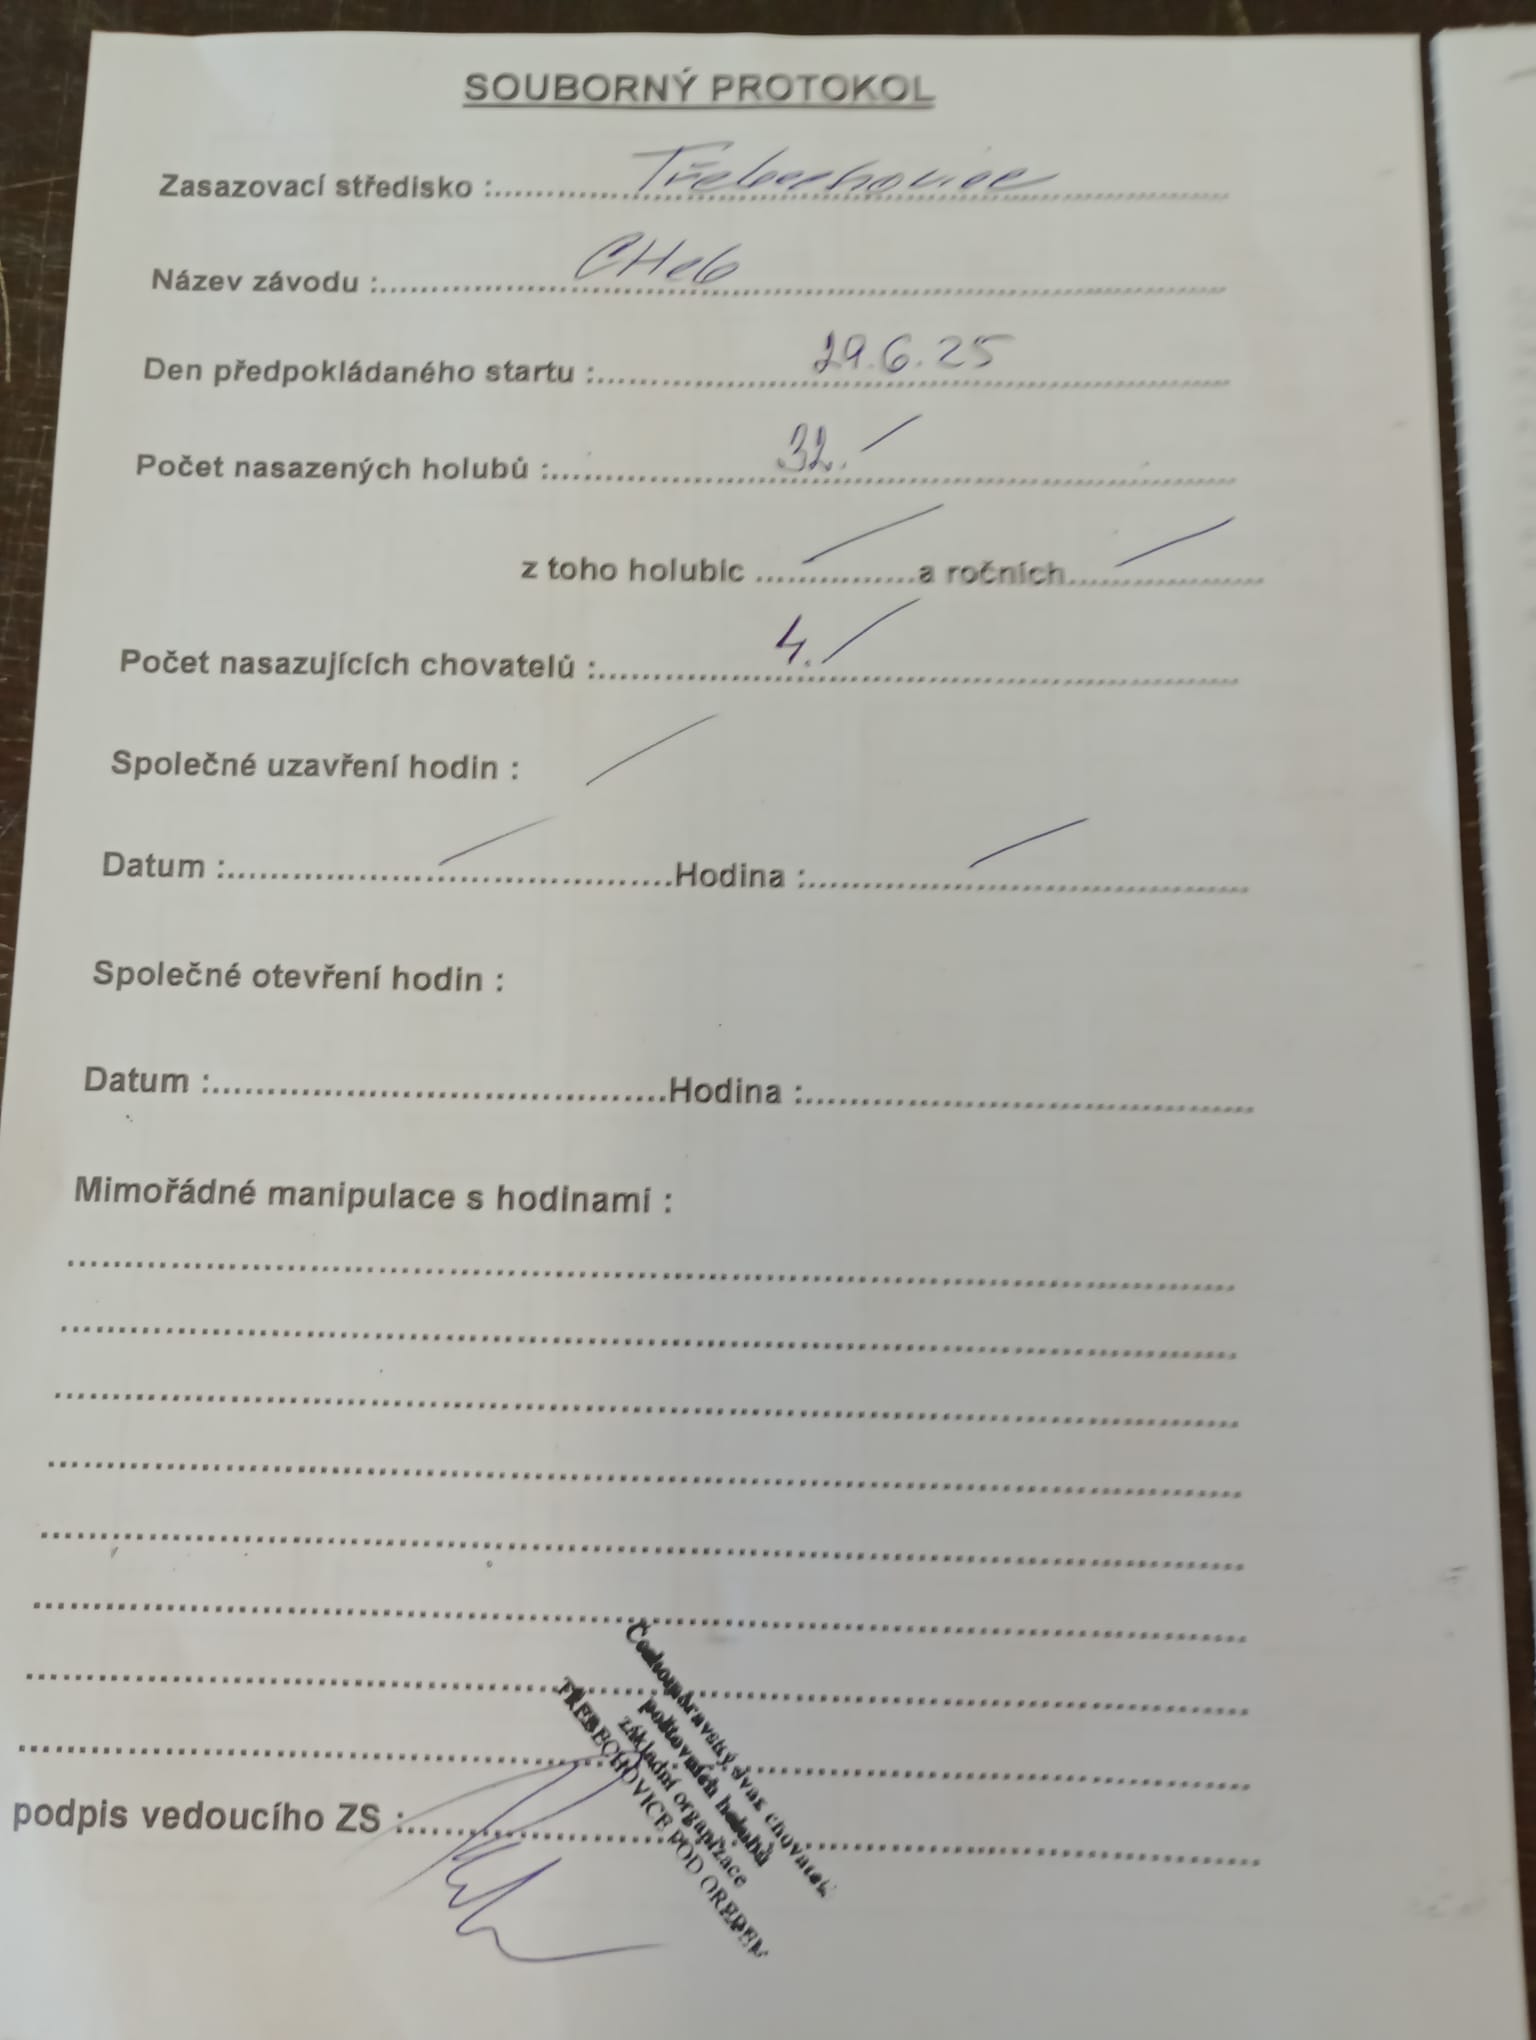 SOUBORNÝ PROTOKOL
Zasazovací středisko :.......... Třebechovice ..........
Název závodu :.......... CHeb ..........
Den předpokládaného startu :.......... 29.6.25 ..........
Počet nasazených holubů :.......... 32. / ..........
z toho holubic ..... / ..... a ročních ..... / .....
Počet nasazujících chovatelů :.......... 4. / ..........
Společné uzavření hodin : /
Datum :.......... / .......... Hodina :.......... / ..........
Společné otevření hodin :
Datum :.................... Hodina :....................
Mimořádné manipulace s hodinami :
Českomoravský svaz chovatelů
poštovních holubů
základní organizace
TŘEBECHOVICE POD OREBEM
podpis vedoucího ZS :....................